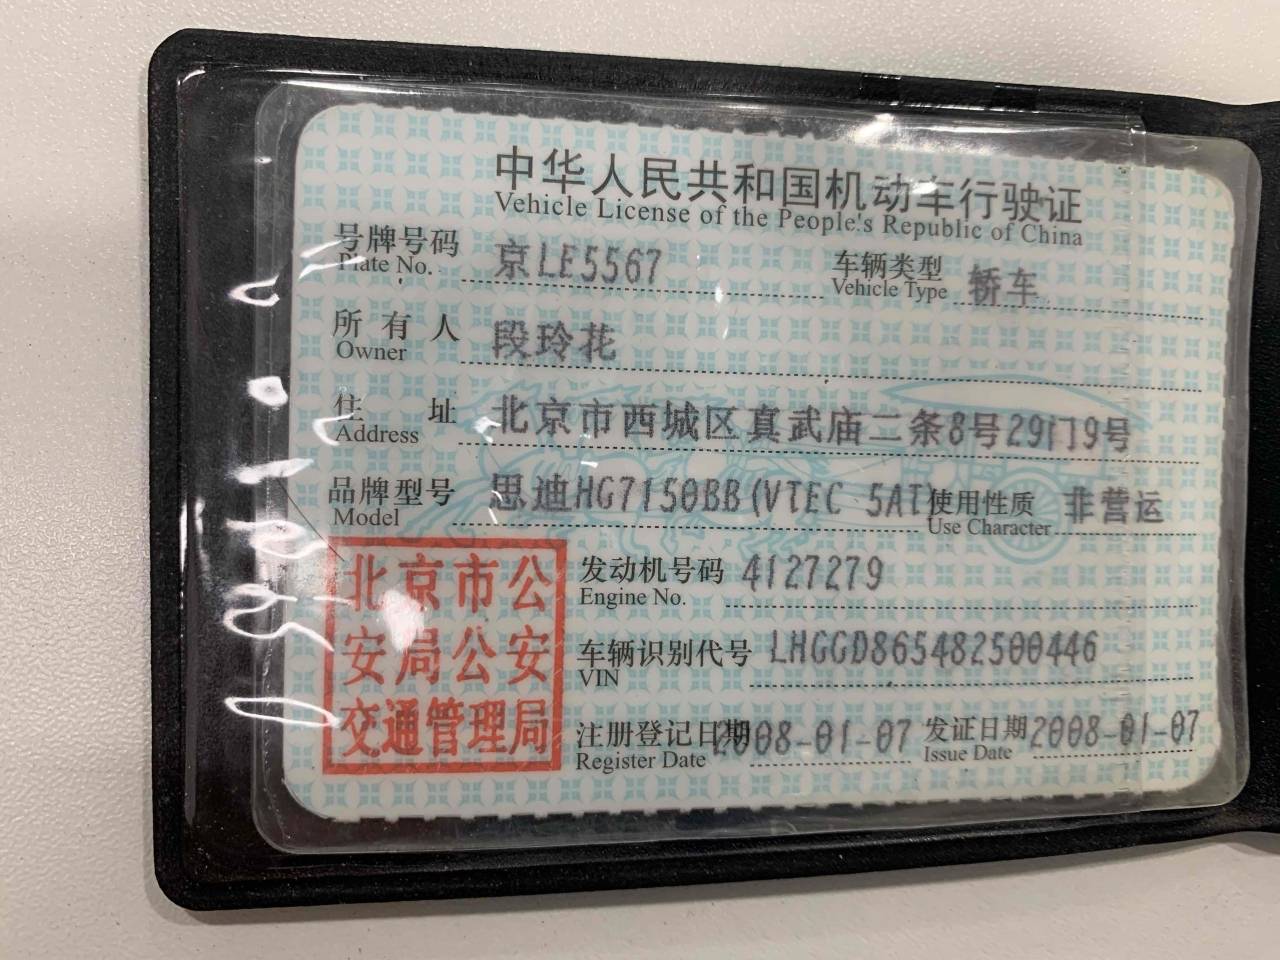 中华人民共和国机动车行驶证
Vehicle License of the People's Republic of China
号牌号码 京LE5567 车辆类型 轿车
Plate No. Vehicle Type
所有人 段玲花
Owner
住址 北京市西城区真武庙二条8号29门9号
Address
品牌型号 思迪HG7150BB(VTEC 5AT) 使用性质 非营运
Model Use Character
发动机号码 4127279
Engine No.
车辆识别代号 LHGGD865482500446
VIN
注册登记日期 2008-01-07 发证日期 2008-01-07
Register Date Issue Date
北京市公
安局公安
交通管理局